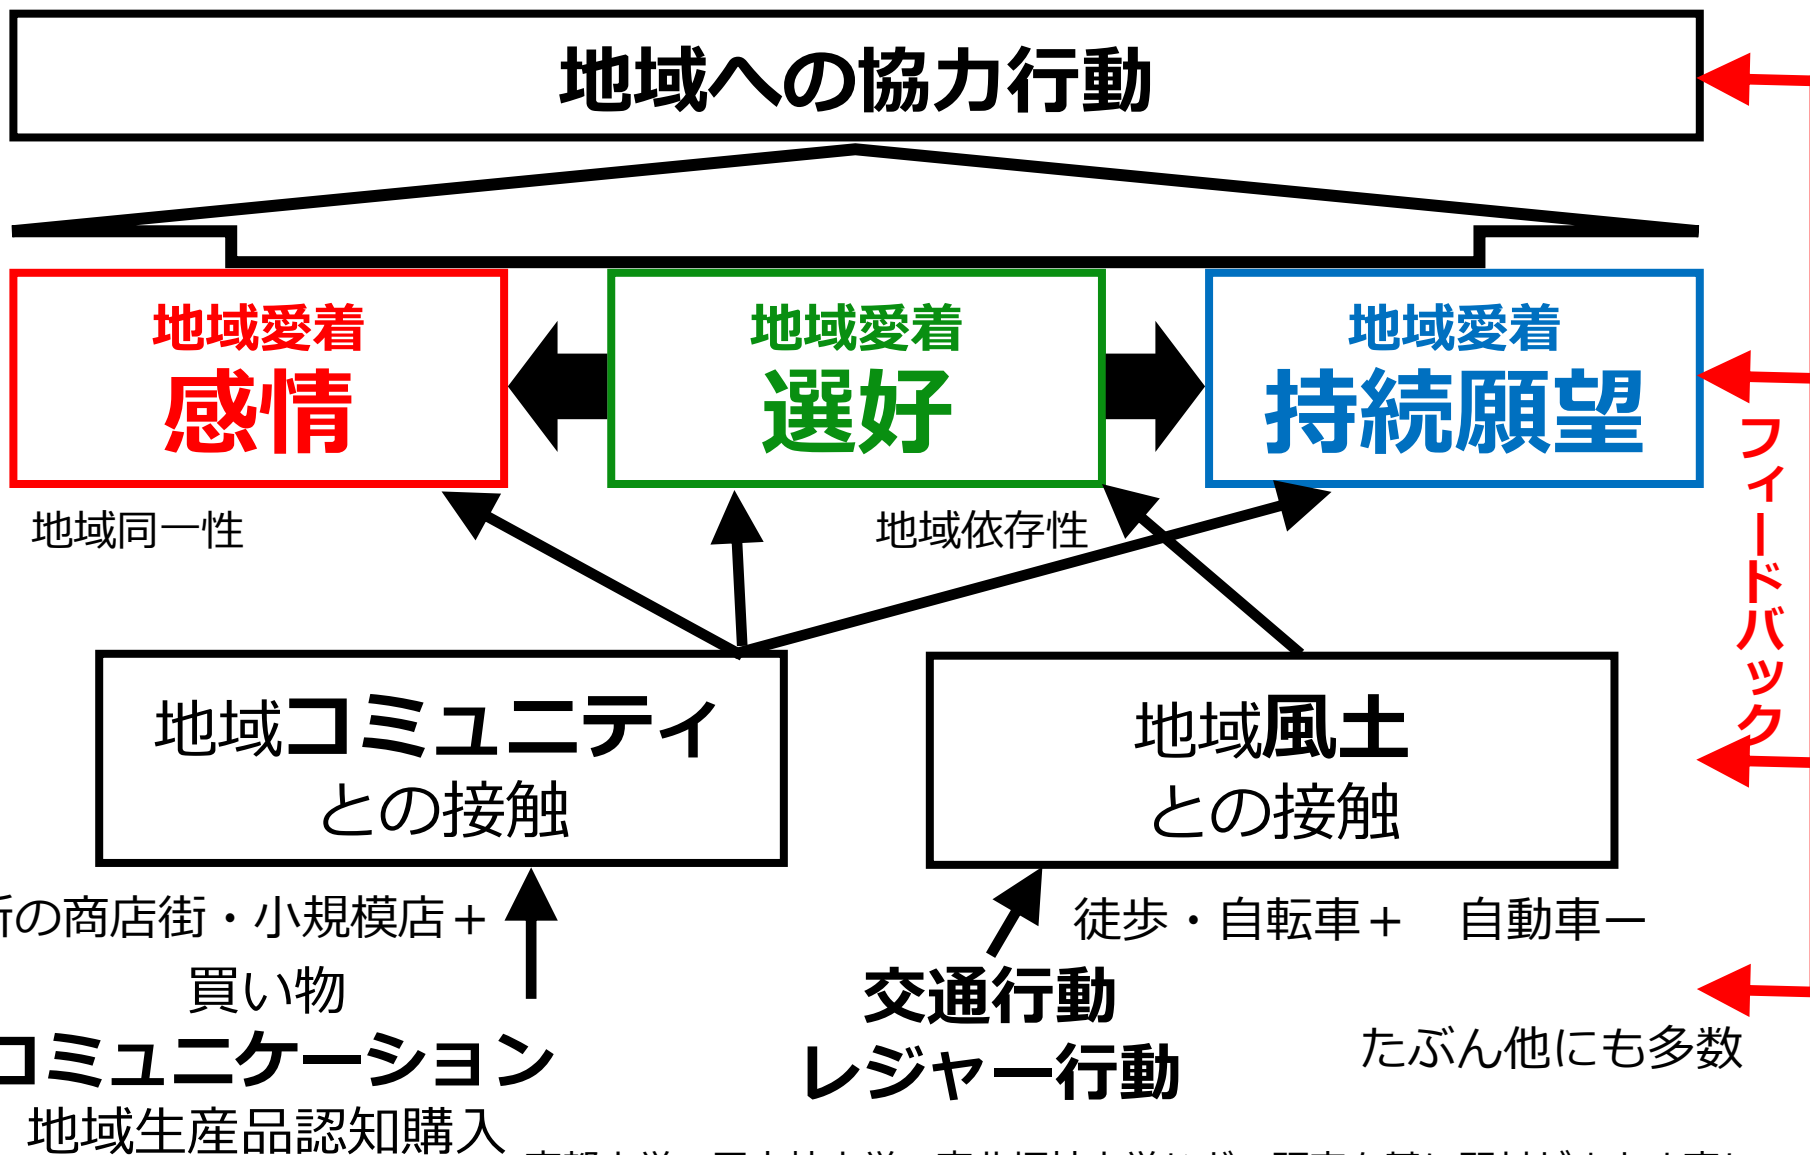 地域への協力行動
地域愛着
感情
地域愛着
選好
地域愛着
持続願望
地域同一性
地域依存性
フィードバック
地域コミュニティ
との接触
地域風土
との接触
の商店街・小規模店＋
買い物
コミュニケーション
地域生産品認知購入
徒歩・自転車＋　自動車－
交通行動
レジャー行動
たぶん他にも多数